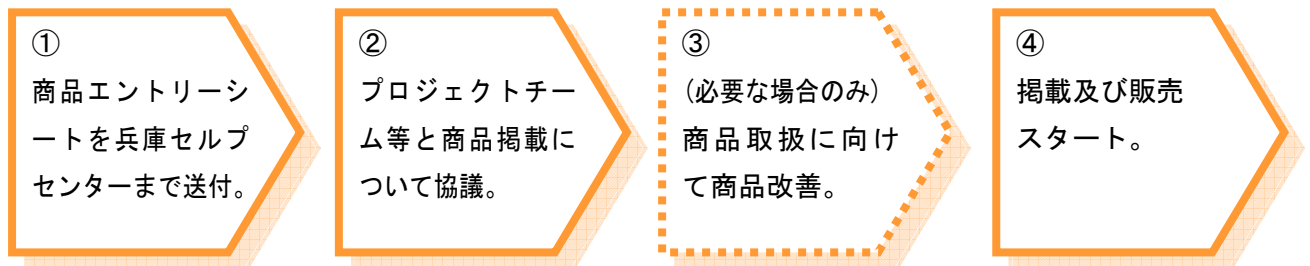 ①
商品エントリーシ
ートを兵庫セルプ
センターまで送付。
②
プロジェクトチー
ム等と商品掲載に
ついて協議。
③
(必要な場合のみ)
商品取扱に向け
て商品改善。
④
掲載及び販売
スタート。